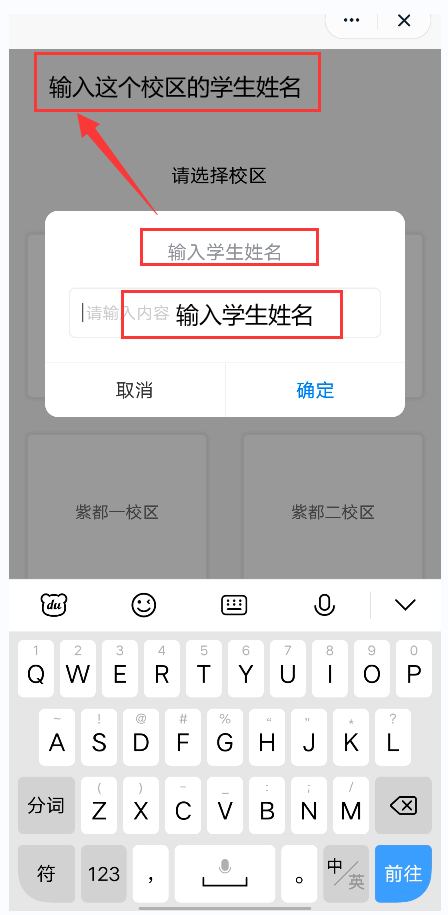 输入这个校区的学生姓名
请选择校区
输入学生姓名
请输入内容 输入学生姓名
取消 确定
紫都一校区 紫都二校区
du
1 2 3 4 5 6 7 8 9 0
Q W E R T Y U I O P
~ ! @ # % “ ” * ?
A S D F G H J K L
( ) - _ : ; /
分词 Z X C V B N M
符 123 , 。 中/英 前往